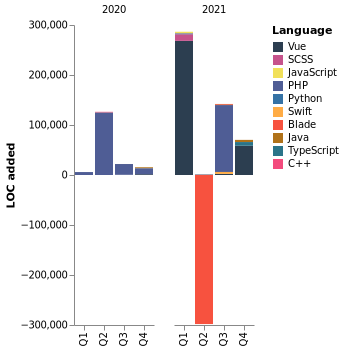 2020 2021
300,000
200,000
100,000
0
−100,000
−200,000
−300,000
LOC added
Q1 Q2 Q3 Q4 Q1 Q2 Q3 Q4
Language
Vue
SCSS
JavaScript
PHP
Python
Swift
Blade
Java
TypeScript
C++